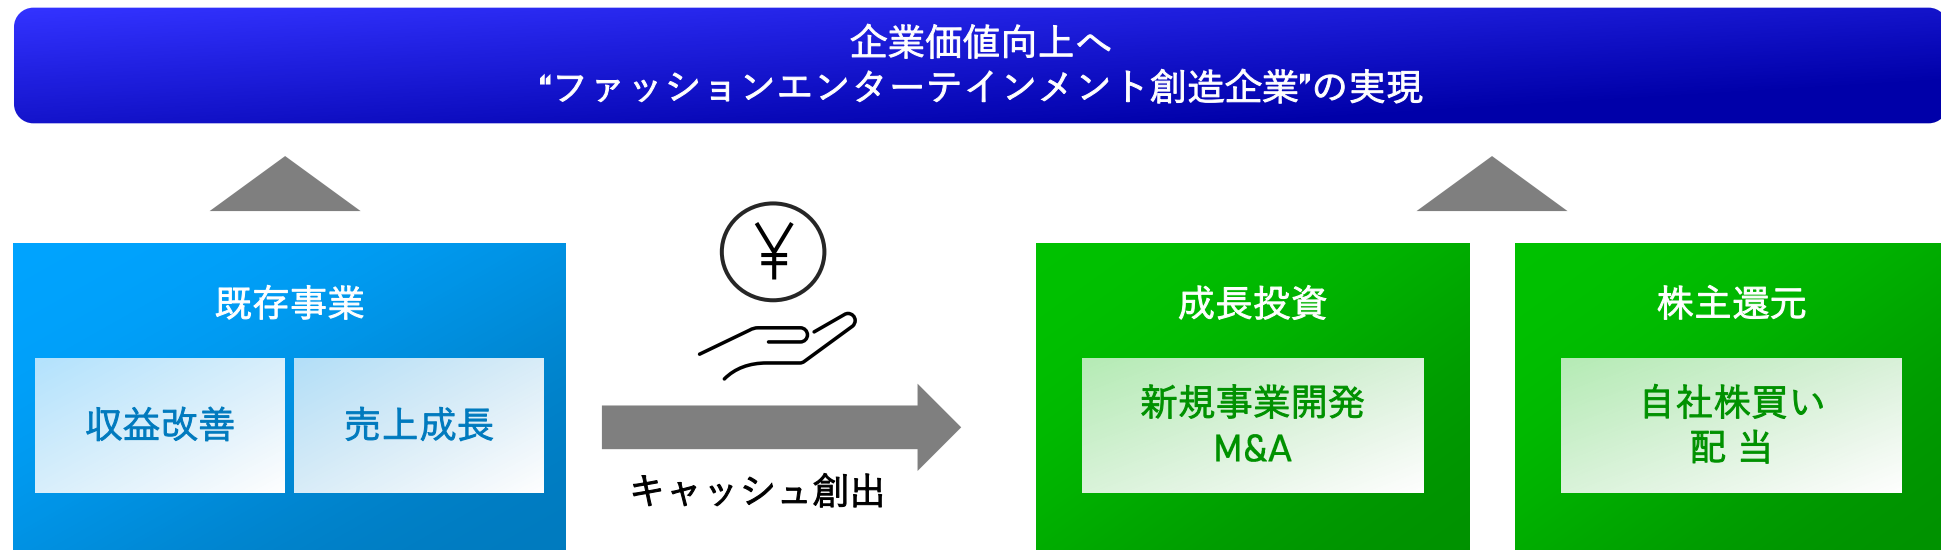 企業価値向上へ
“ファッションエンターテインメント創造企業”の実現
¥
既存事業
収益改善
売上成長
キャッシュ創出
成長投資
新規事業開発
M&A
株主還元
自社株買い
配 当